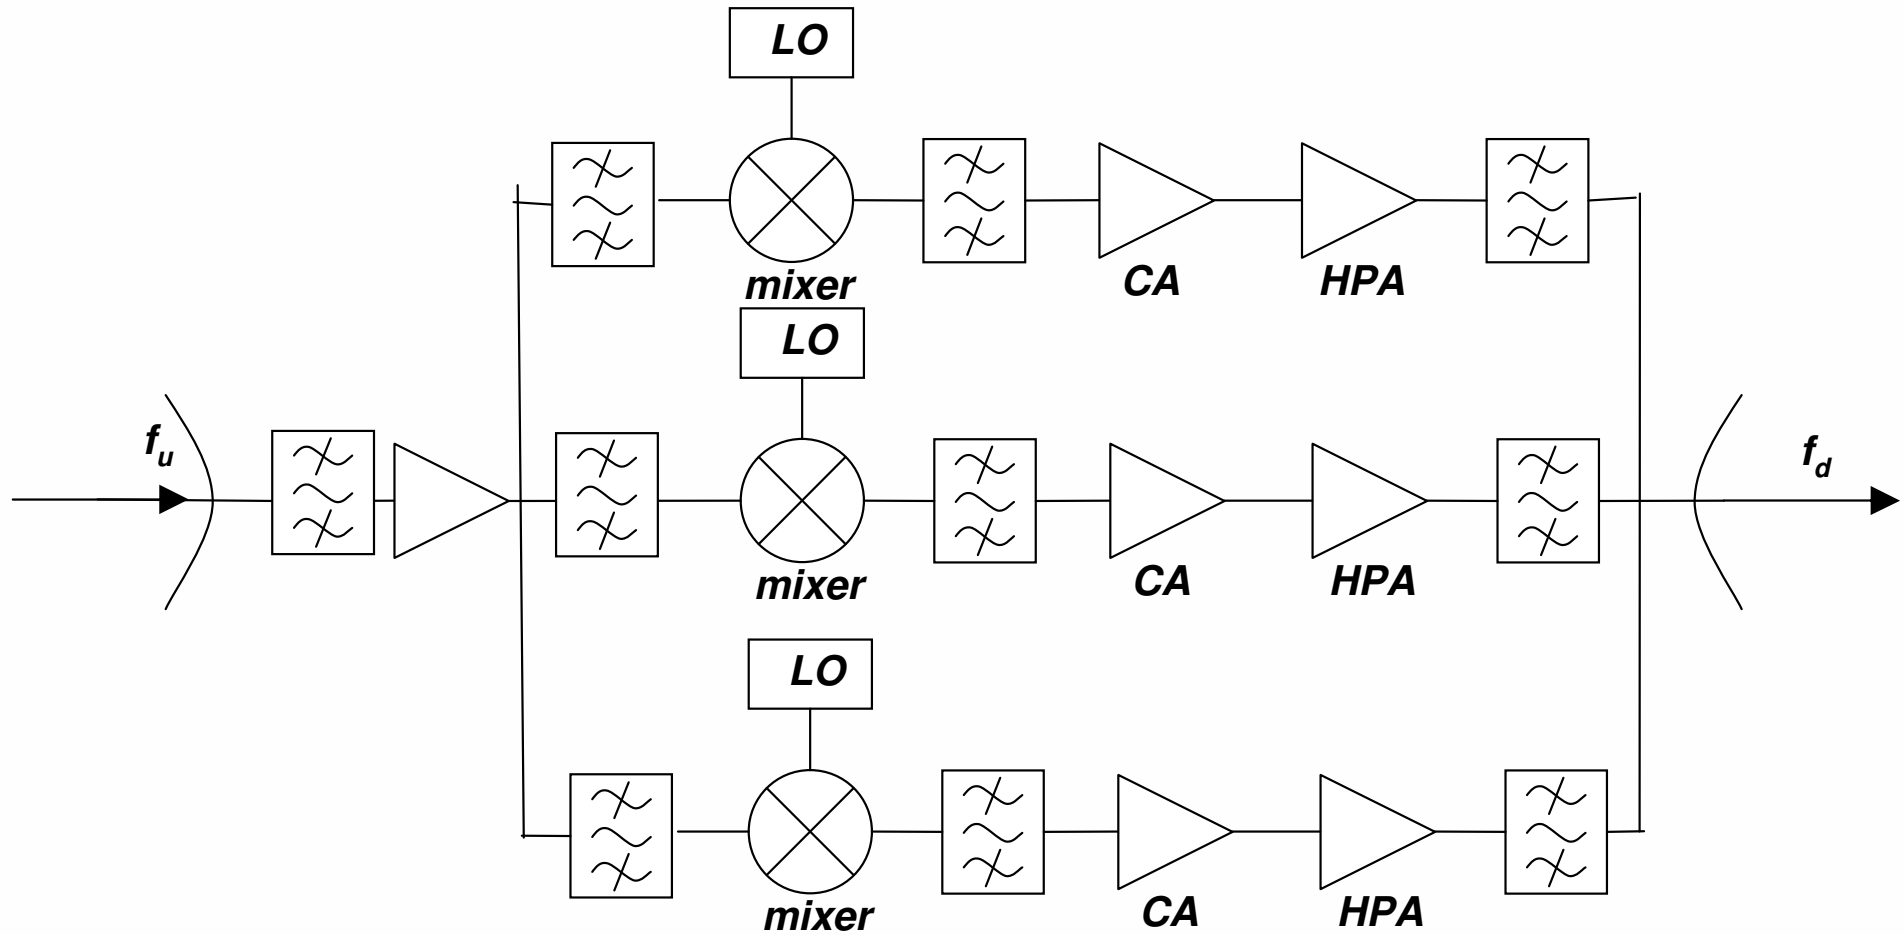 LO
mixer
CA
HPA
LO
f_u
mixer
CA
HPA
f_d
LO
mixer
CA
HPA